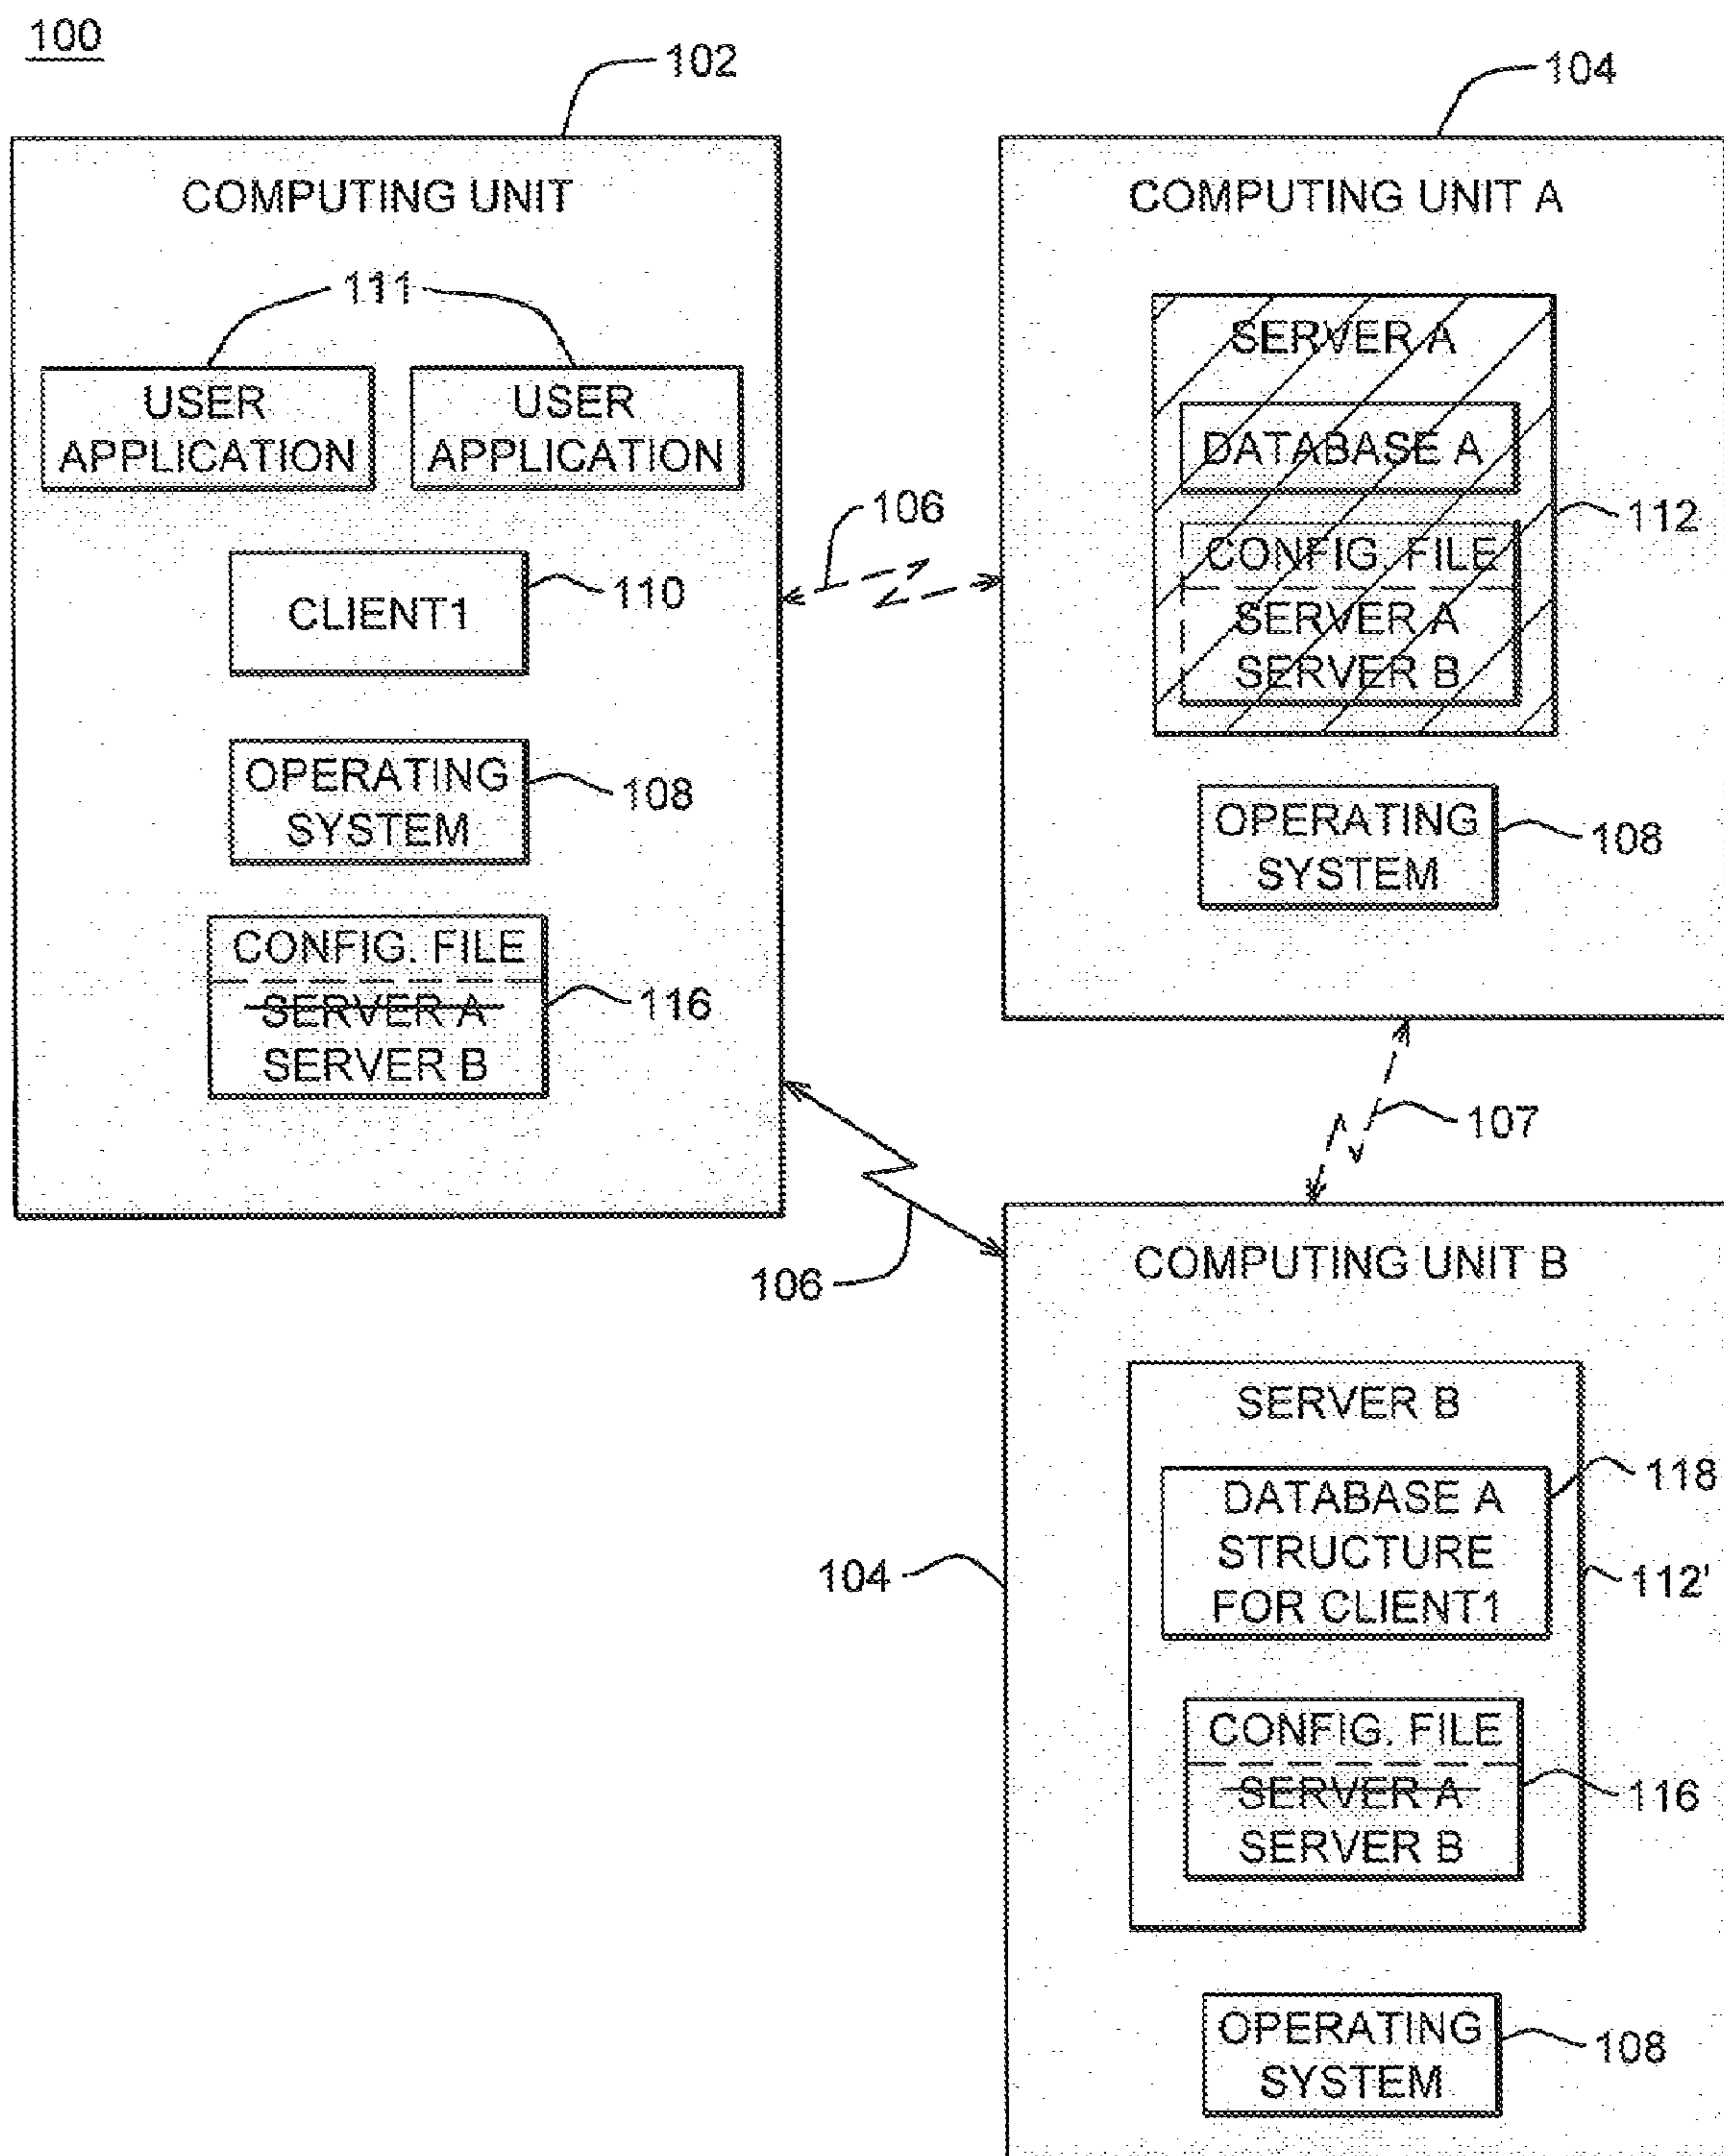 100
102
COMPUTING UNIT
111
USER
APPLICATION
USER
APPLICATION
CLIENT1
110
OPERATING
SYSTEM
108
CONFIG. FILE
SERVER A
SERVER B
116
106
104
COMPUTING UNIT A
SERVER A
DATABASE A
CONFIG. FILE
SERVER A
SERVER B
112
OPERATING
SYSTEM
108
107
106
104
COMPUTING UNIT B
SERVER B
DATABASE A
STRUCTURE
FOR CLIENT1
118
112'
CONFIG. FILE
SERVER A
SERVER B
116
OPERATING
SYSTEM
108